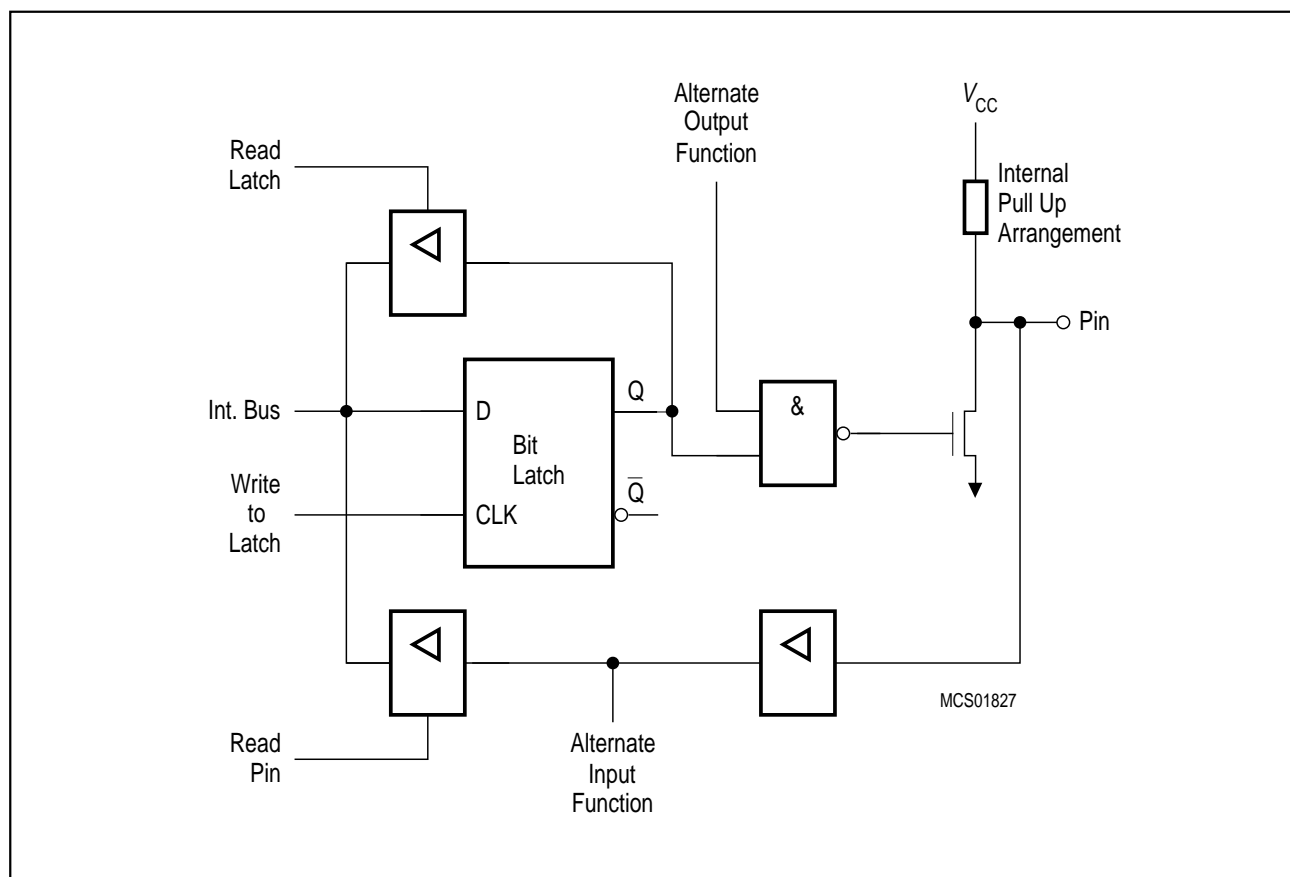 Alternate
Output
Function
V_CC
Read
Latch
Internal
Pull Up
Arrangement
Pin
Int. Bus
D
Q
&
Bit
Latch
Q̅
Write
to
Latch
CLK
MCS01827
Read
Pin
Alternate
Input
Function